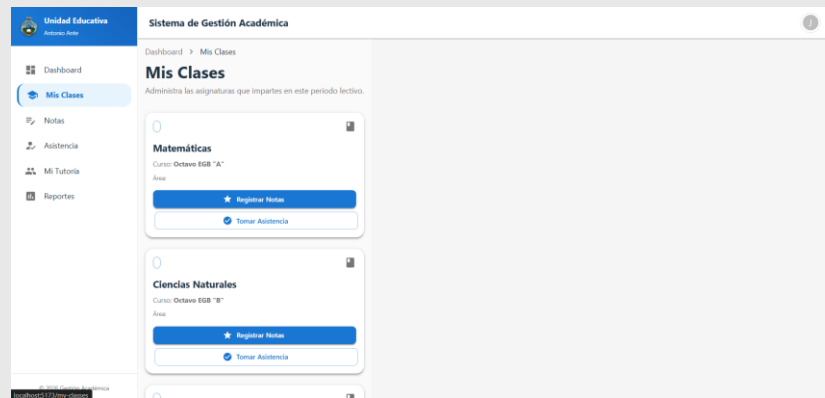 Unidad Educativa
Antonio Ante
Sistema de Gestión Académica
J
Dashboard
Mis Clases
Notas
Asistencia
Mi Tutoría
Reportes
© 2026 Gestión Académica
localhost:5173/my-classes
Dashboard > Mis Clases
Mis Clases
Administra las asignaturas que impartes en este periodo lectivo.
Matemáticas
Curso: Octavo EGB "A"
Área:
Registrar Notas
Tomar Asistencia
Ciencias Naturales
Curso: Octavo EGB "B"
Área:
Registrar Notas
Tomar Asistencia